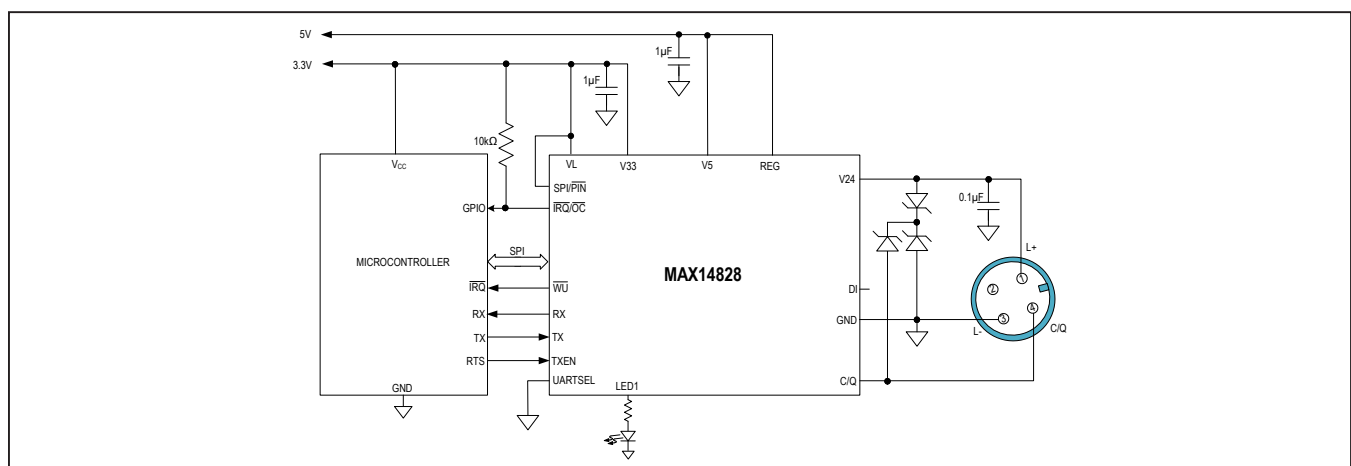 5V
1µF
3.3V
1µF
10kΩ
VCC
VL
V33
V5
REG
V24
SPI/PIN
0.1µF
GPIO
IRQ/OC
L+
SPI
MICROCONTROLLER
MAX14828
1
2
DI
IRQ
WU
4
RX
RX
GND
3
L-
C/Q
TX
TX
RTS
TXEN
UARTSEL
LED1
C/Q
GND